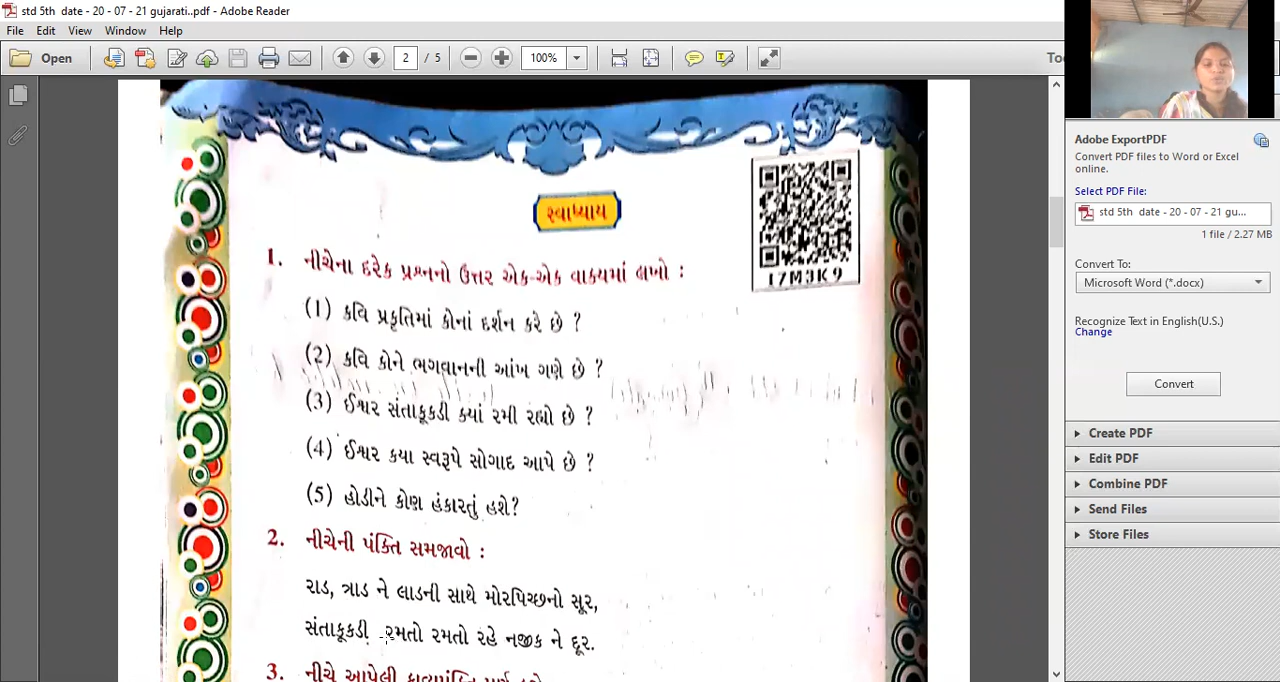 std 5th  date - 20 - 07 - 21 gujarati..pdf - Adobe Reader
File Edit View Window Help
Open 2 / 5 100% To
સ્વાધ્યાય
17M3K9
1. નીચેના દરેક પ્રશ્નનો ઉત્તર એક-એક વાક્યમાં લખો :
(1) કવિ પ્રકૃતિમાં કોનાં દર્શન કરે છે ?
(2) કવિ કોને ભગવાનની આંખ ગણે છે ?
(3) ઈશ્વર સંતાકૂકડી ક્યાં રમી રહ્યો છે ?
(4) ઈશ્વર કયા સ્વરૂપે સોગાદ આપે છે ?
(5) હોડીને કોણ હંકારતું હશે?
2. નીચેની પંક્તિ સમજાવો :
રાડ, ત્રાડ ને લાડની સાથે મોરપિચ્છનો સૂર,
સંતાકૂકડી રમતો રમતો રહે નજીક ને દૂર.
3. નીચે આપેલી
Adobe ExportPDF
Convert PDF files to Word or Excel
online.
Select PDF File:
std 5th  date - 20 - 07 - 21 gu...
1 file / 2.27 MB
Convert To:
Microsoft Word (*.docx)
Recognize Text in English(U.S.)
Change
Convert
Create PDF
Edit PDF
Combine PDF
Send Files
Store Files